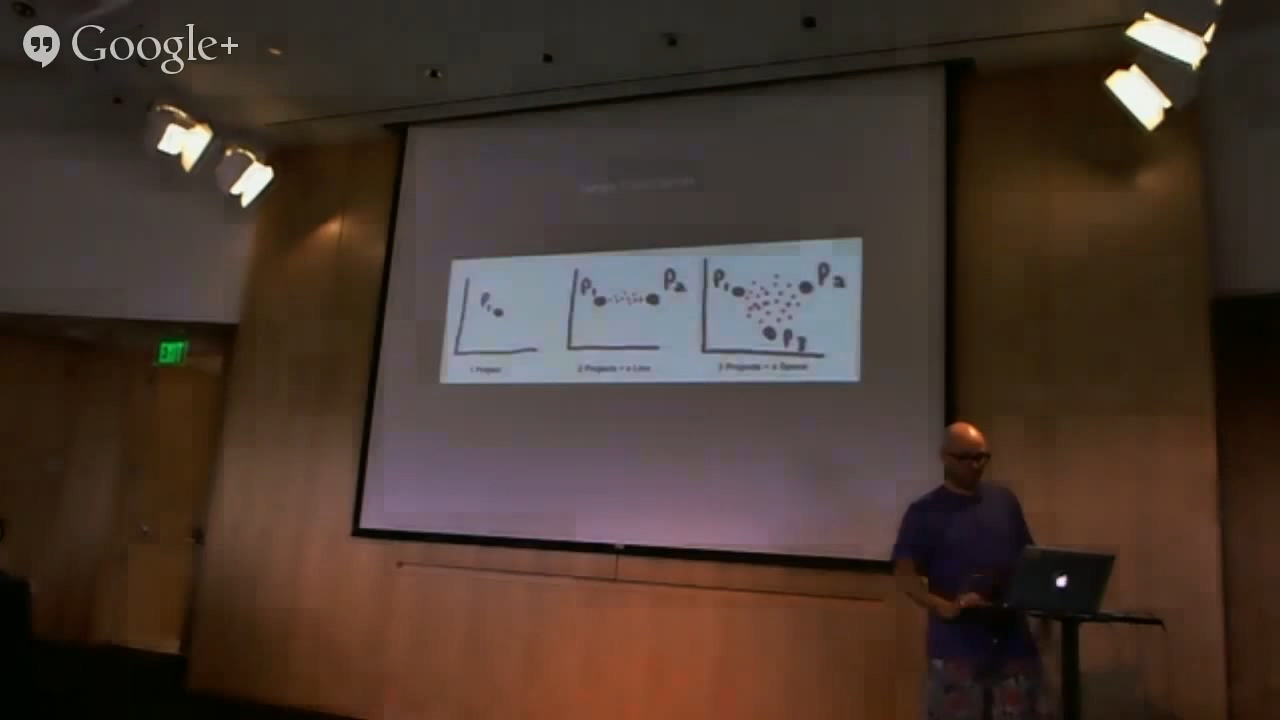 Google+
EXIT
P1
P1 P2
P1 P2
P3
1 Project
2 Projects = a Line
3 Projects = a Space